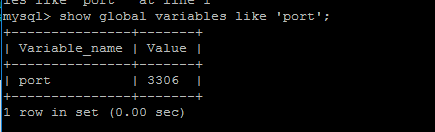 mysql> show global variables like 'port';
+---------------+-------+
| Variable_name | Value |
+---------------+-------+
| port          | 3306  |
+---------------+-------+
1 row in set (0.00 sec)